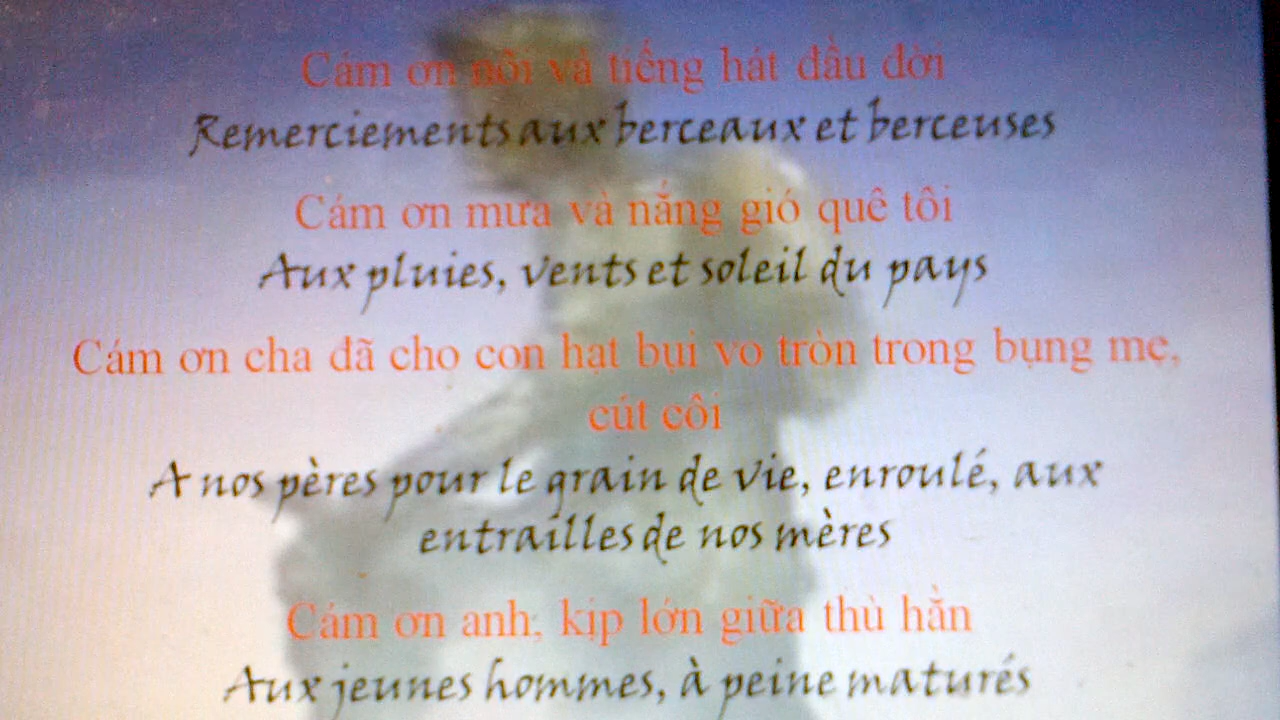 Cám ơn nôi và tiếng hát đầu đời
Remerciements aux berceaux et berceuses
Cám ơn mưa và nắng gió quê tôi
Aux pluies, vents et soleil du pays
Cám ơn cha đã cho con hạt bụi vo tròn trong bụng mẹ,
cút côi
A nos pères pour le grain de vie, enroulé, aux
entrailles de nos mères
Cám ơn anh, kịp lớn giữa thù hằn
Aux jeunes hommes, à peine maturés